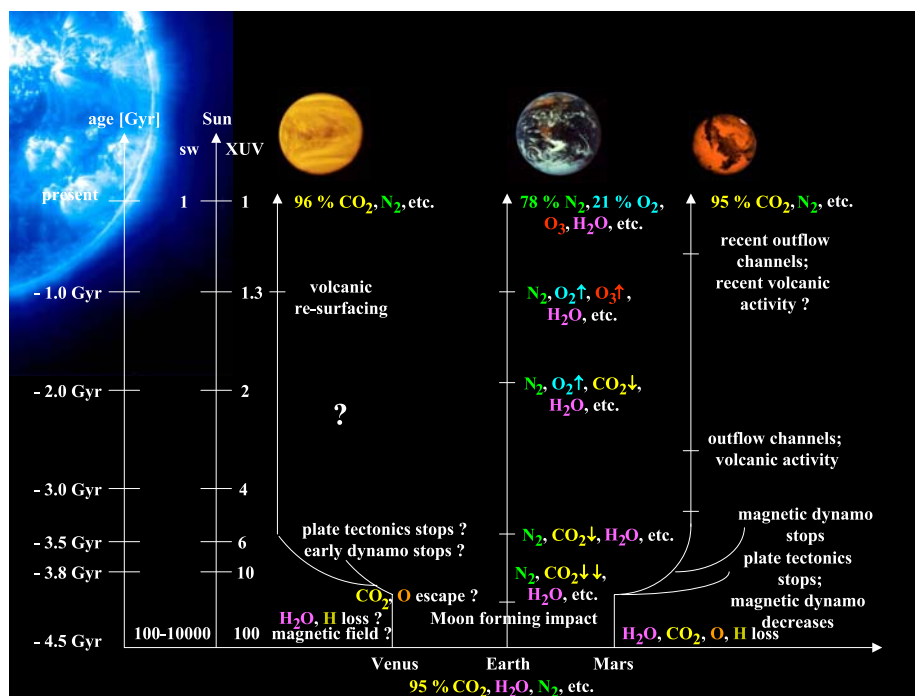 age [Gyr]
Sun
sw
XUV
present
1
1
96 % CO₂, N₂, etc.
78 % N₂, 21 % O₂,
O₃, H₂O, etc.
95 % CO₂, N₂, etc.
recent outflow
channels;
recent volcanic
activity ?
- 1.0 Gyr
1.3
volcanic
re-surfacing
N₂, O₂↑, O₃↑,
H₂O, etc.
- 2.0 Gyr
2
?
N₂, O₂↑, CO₂↓,
H₂O, etc.
outflow channels;
volcanic activity
- 3.0 Gyr
4
magnetic dynamo
stops
plate tectonics stops ?
early dynamo stops ?
N₂, CO₂↓, H₂O, etc.
- 3.5 Gyr
6
plate tectonics
stops;
magnetic dynamo
decreases
- 3.8 Gyr
10
N₂, CO₂↓↓,
H₂O, etc.
CO₂, O escape ?
H₂O, H loss ?
magnetic field ?
Moon forming impact
H₂O, CO₂, O, H loss
- 4.5 Gyr
100-10000
100
Venus
Earth
Mars
95 % CO₂, H₂O, N₂, etc.